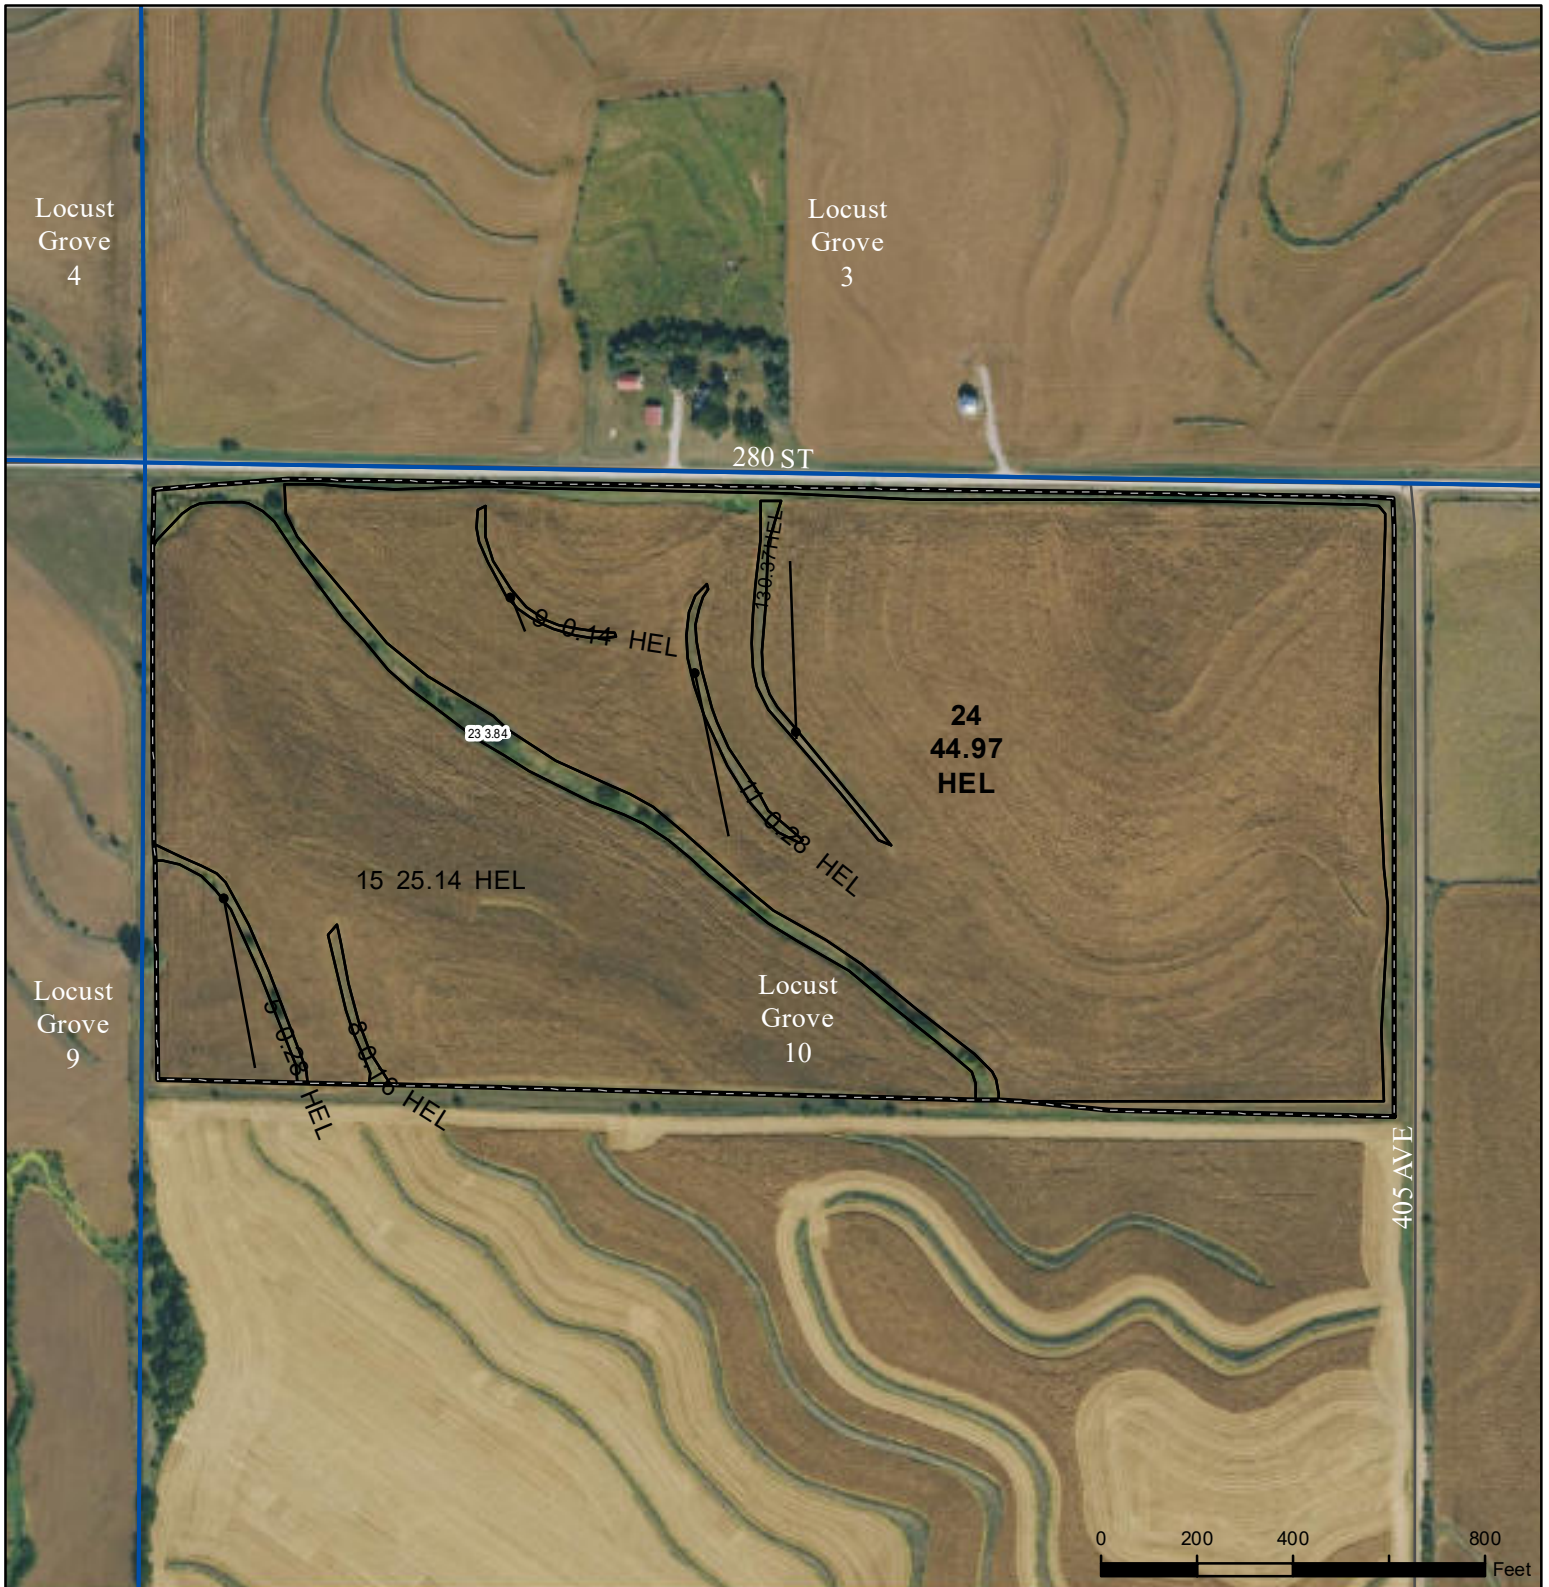 Locust
Grove
4
Locust
Grove
3
280 ST
13 0.37 HEL
9 0.14 HEL
24
44.97
HEL
23 3.84
11 0.28 HEL
15 25.14 HEL
Locust
Grove
10
Locust
Grove
9
5 0.28 HEL
8 0.16 HEL
405 AVE
0 200 400 800
Feet